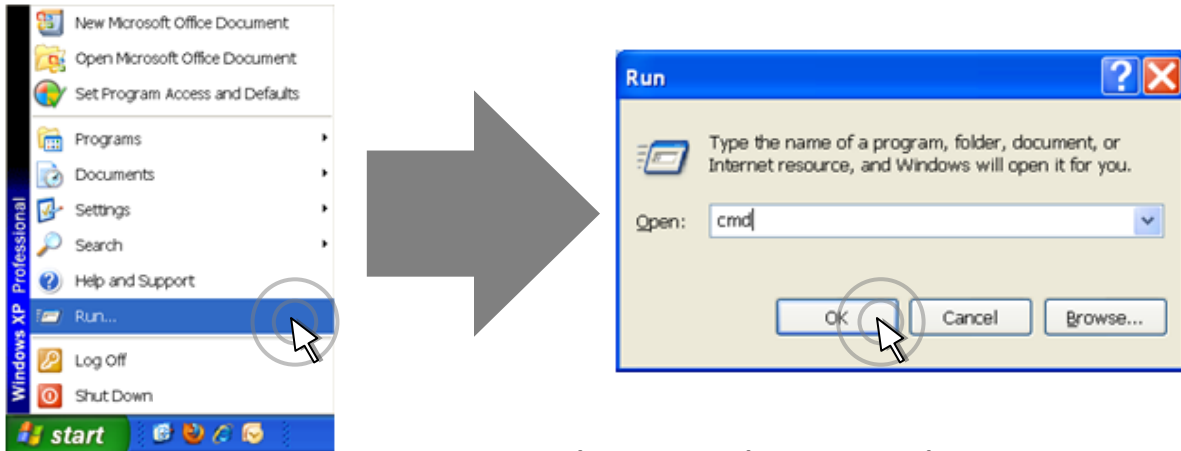 New Microsoft Office Document
Open Microsoft Office Document
Set Program Access and Defaults
Programs
Documents
Settings
Search
Help and Support
Run...
Log Off
Shut Down
Windows XP Professional
start
Run
Type the name of a program, folder, document, or
Internet resource, and Windows will open it for you.
Open:
cmd
OK
Cancel
Browse...